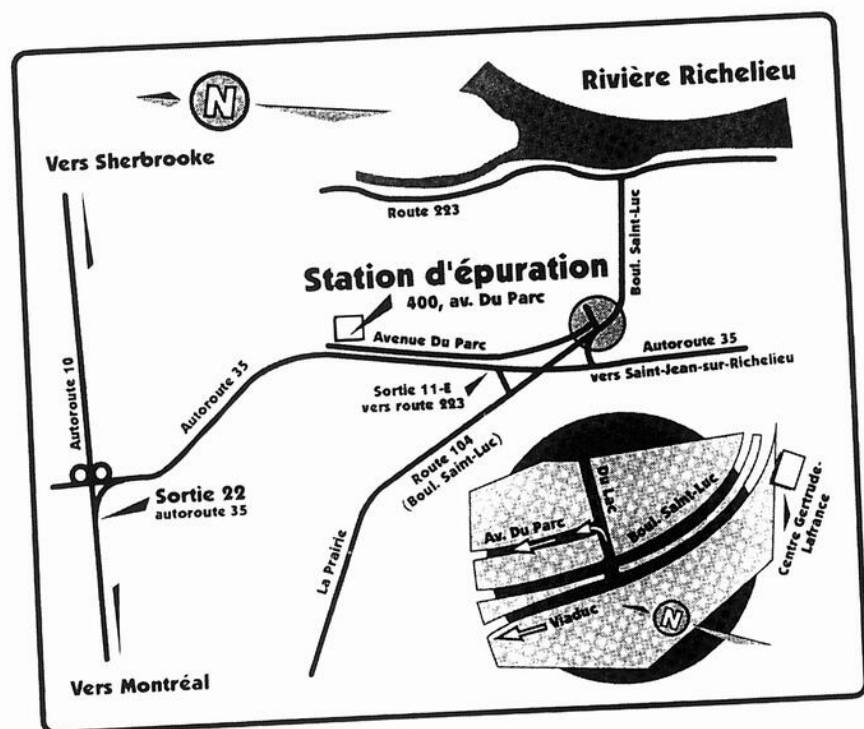 N
Rivière Richelieu
Vers Sherbrooke
Route 223
Boul. Saint-Luc
Station d'épuration
400, av. Du Parc
Avenue Du Parc
Autoroute 35
vers Saint-Jean-sur-Richelieu
Autoroute 10
Autoroute 35
Sortie 11-E
vers route 223
Route 104
(Boul. Saint-Luc)
Sortie 22
autoroute 35
La Prairie
Vers Montréal
Du Lac
Boul. Saint-Luc
Av. Du Parc
Viaduc
N
Centre Gertrude-
Lafrance